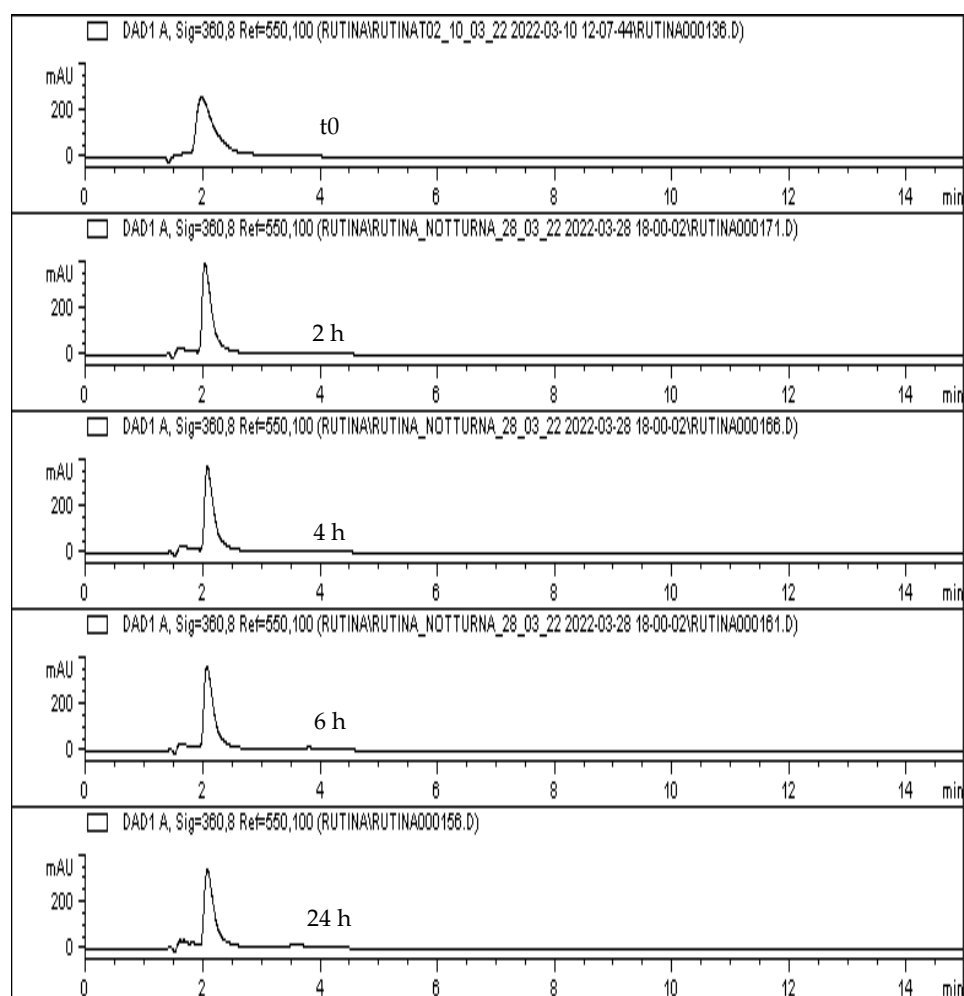 DAD1 A, Sig=360,8 Ref=550,100 (RUTINA\RUTINAT02_10_03_22 2022-03-10 12-07-44\RUTINA000136.D)
mAU
200
0
t0
0 2 4 6 8 10 12 14 min
DAD1 A, Sig=360,8 Ref=550,100 (RUTINA\RUTINA_NOTTURNA_28_03_22 2022-03-28 18-00-02\RUTINA000171.D)
mAU
200
0
2 h
0 2 4 6 8 10 12 14 min
DAD1 A, Sig=360,8 Ref=550,100 (RUTINA\RUTINA_NOTTURNA_28_03_22 2022-03-28 18-00-02\RUTINA000166.D)
mAU
200
0
4 h
0 2 4 6 8 10 12 14 min
DAD1 A, Sig=360,8 Ref=550,100 (RUTINA\RUTINA_NOTTURNA_28_03_22 2022-03-28 18-00-02\RUTINA000161.D)
mAU
200
0
6 h
0 2 4 6 8 10 12 14 min
DAD1 A, Sig=360,8 Ref=550,100 (RUTINA\RUTINA000156.D)
mAU
200
0
24 h
0 2 4 6 8 10 12 14 min